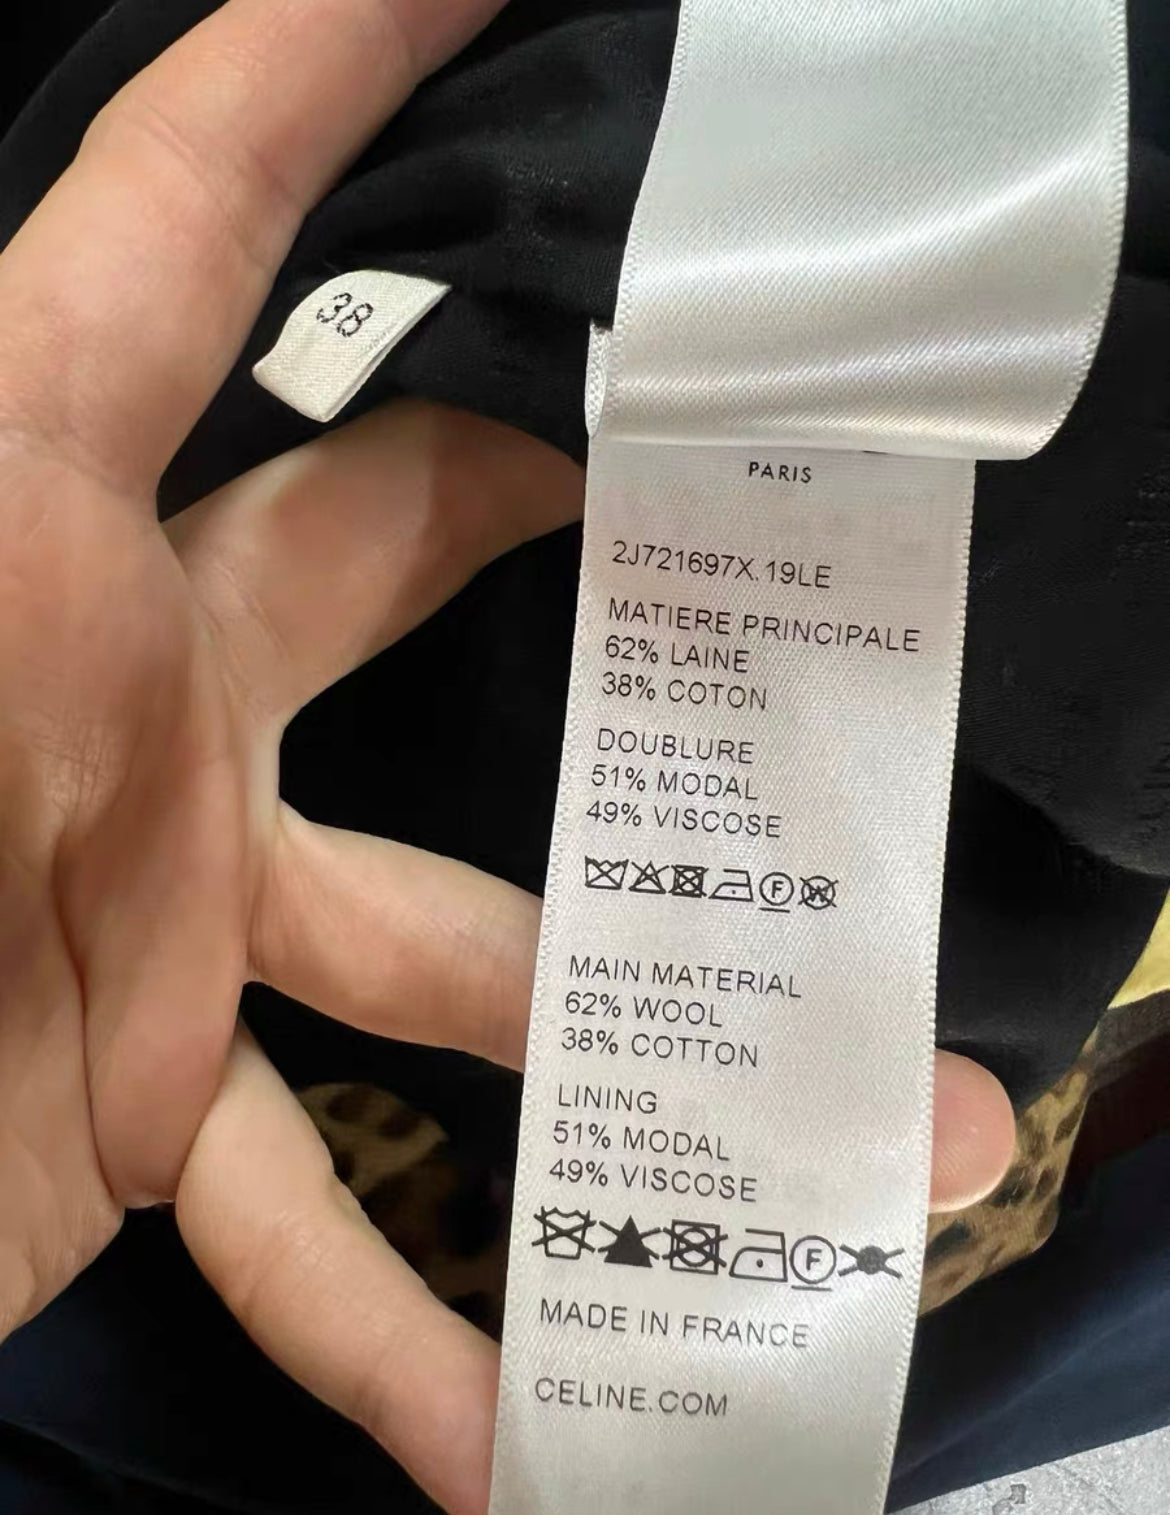 38
PARIS
2J721697X.19LE
MATIERE PRINCIPALE
62% LAINE
38% COTON
DOUBLURE
51% MODAL
49% VISCOSE
F W
MAIN MATERIAL
62% WOOL
38% COTTON
LINING
51% MODAL
49% VISCOSE
F
MADE IN FRANCE
CELINE.COM